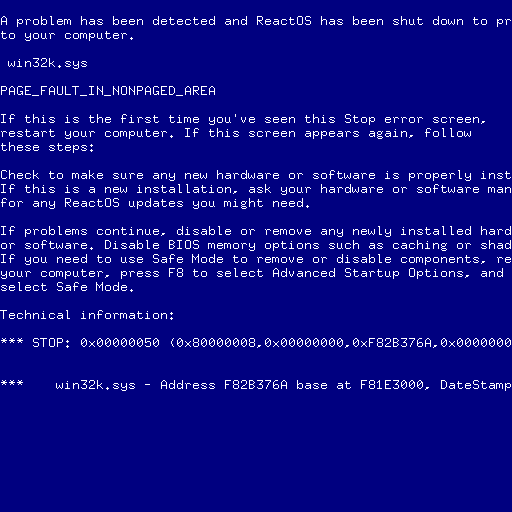 A problem has been detected and ReactOS has been shut down to pr
to your computer.
win32k.sys
PAGE_FAULT_IN_NONPAGED_AREA
If this is the first time you've seen this Stop error screen,
restart your computer. If this screen appears again, follow
these steps:
Check to make sure any new hardware or software is properly inst
If this is a new installation, ask your hardware or software man
for any ReactOS updates you might need.
If problems continue, disable or remove any newly installed hard
or software. Disable BIOS memory options such as caching or shad
If you need to use Safe Mode to remove or disable components, re
your computer, press F8 to select Advanced Startup Options, and
select Safe Mode.
Technical information:
*** STOP: 0x00000050 (0x80000008,0x00000000,0xF82B376A,0x0000000
*** win32k.sys - Address F82B376A base at F81E3000, DateStamp